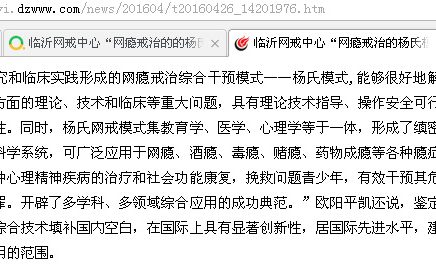 vi.dzwww.com/news/201604/t20160426_14201976.htm
临沂网戒中心“网瘾戒治的的杨氏 临沂网戒中心“网瘾戒治的杨氏模
究和临床实践形成的网瘾戒治综合干预模式——杨氏模式,能够很好地解
方面的理论、技术和临床等重大问题，具有理论技术指导、操作安全可行
性。同时，杨氏网戒模式集教育学、医学、心理学等于一体，形成了缜密
科学系统，可广泛应用于网瘾、酒瘾、毒瘾、赌瘾、药物成瘾等各种瘾症
种心理精神疾病的治疗和社会功能康复，挽救问题青少年，有效干预其危
罪。开辟了多学科、多领域综合应用的成功典范。”欧阳平凯还说，鉴定
综合技术填补国内空白，在国际上具有显著创新性，居国际先进水平，建
用的范围。